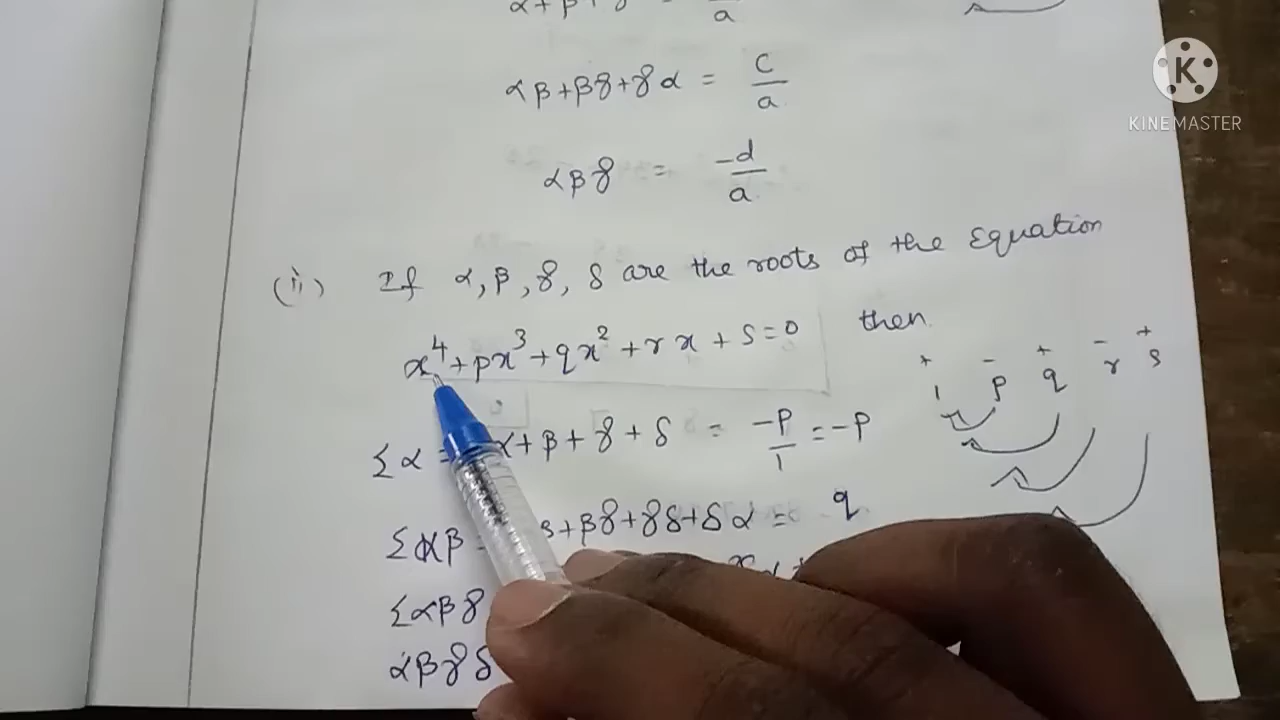 α + β + γ = /a
αβ + βγ + γα = c/a
K
KINEMASTER
αβγ = -d/a
(ii) If α, β, γ, δ are the roots of the Equation
x⁴ + px³ + qx² + rx + s = 0 then
+ - + - +
1 p q r s
Σα = α + β + γ + δ = -P/1 = -P
Σαβ = β + βγ + γδ + δα = q
Σαβγ
αβγδ